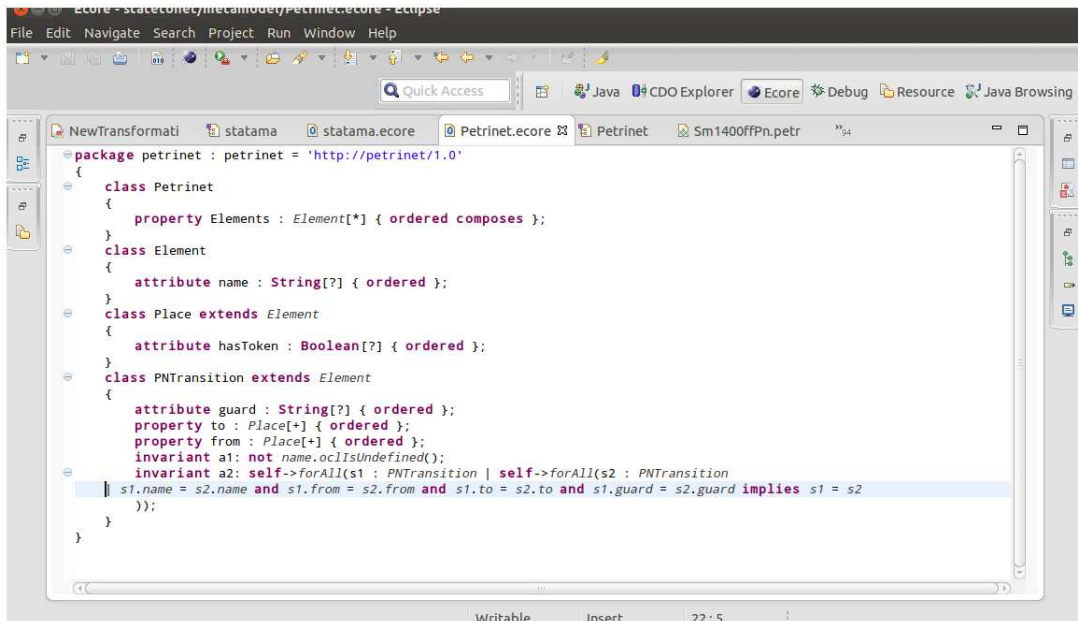 Ecore - statetonet/metamodel/Petrinet.ecore - Eclipse
File Edit Navigate Search Project Run Window Help
Quick Access Java CDO Explorer Ecore Debug Resource Java Browsing
NewTransformati statama statama.ecore Petrinet.ecore Petrinet Sm1400ffPn.petr »94
package petrinet : petrinet = 'http://petrinet/1.0'
{
class Petrinet
{
property Elements : Element[*] { ordered composes };
}
class Element
{
attribute name : String[?] { ordered };
}
class Place extends Element
{
attribute hasToken : Boolean[?] { ordered };
}
class PNTransition extends Element
{
attribute guard : String[?] { ordered };
property to : Place[+] { ordered };
property from : Place[+] { ordered };
invariant a1: not name.oclIsUndefined();
invariant a2: self->forAll(s1 : PNTransition | self->forAll(s2 : PNTransition
| s1.name = s2.name and s1.from = s2.from and s1.to = s2.to and s1.guard = s2.guard implies s1 = s2
));
}
}
Writable Insert 22 : 5